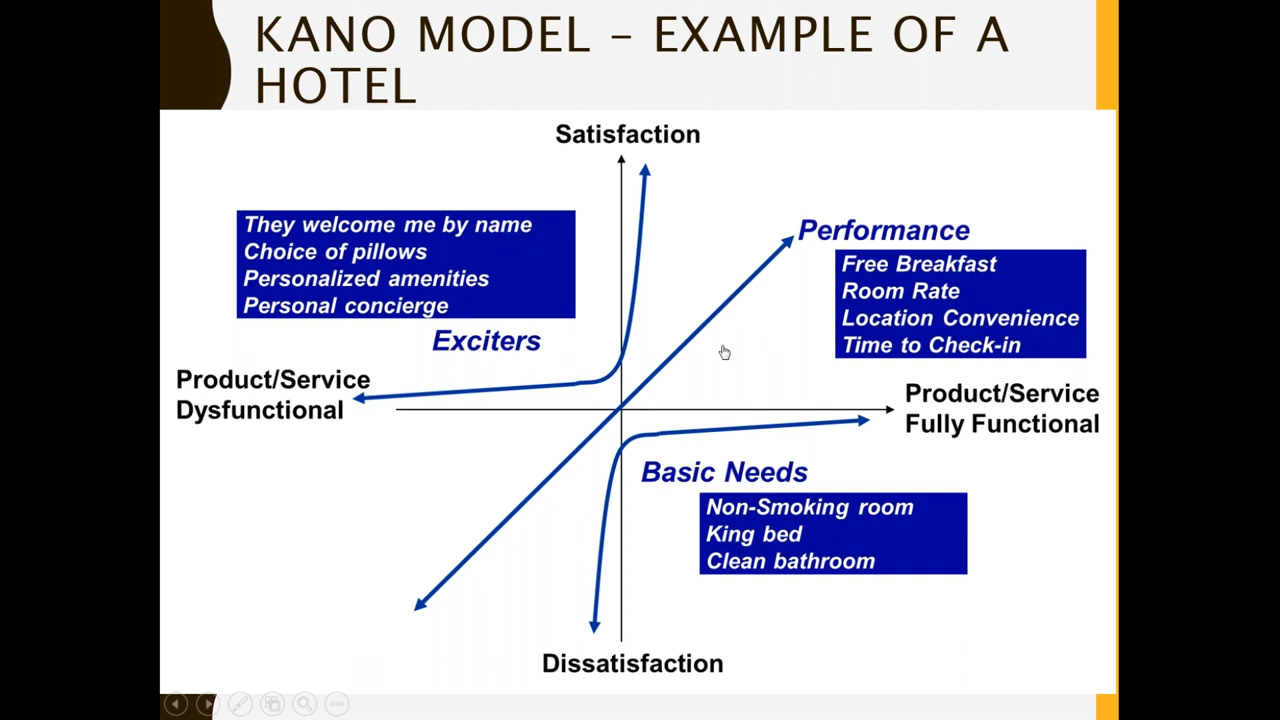 KANO MODEL – EXAMPLE OF A
HOTEL
Satisfaction
They welcome me by name
Choice of pillows
Personalized amenities
Personal concierge
Exciters
Performance
Free Breakfast
Room Rate
Location Convenience
Time to Check-in
Product/Service
Dysfunctional
Product/Service
Fully Functional
Basic Needs
Non-Smoking room
King bed
Clean bathroom
Dissatisfaction